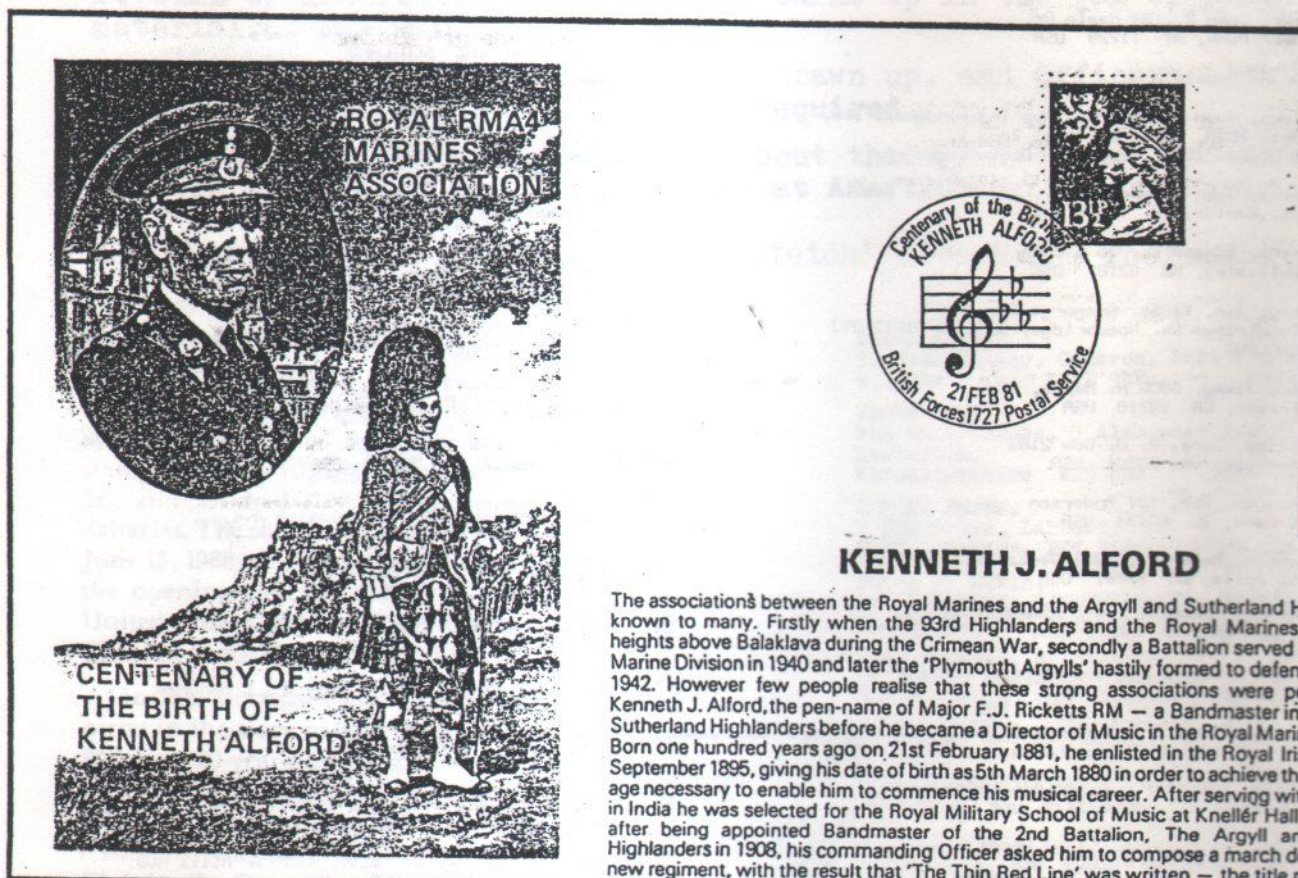 ROYAL RMA4
MARINES
ASSOCIATION
CENTENARY OF
THE BIRTH OF
KENNETH ALFORD
13½P
Centenary of the Birth of
KENNETH ALFORD
21 FEB 81
British Forces 1727 Postal Service
KENNETH J. ALFORD
The associations between the Royal Marines and the Argyll and Sutherland H
known to many. Firstly when the 93rd Highlanders and the Royal Marines
heights above Balaklava during the Crimean War, secondly a Battalion served
Marine Division in 1940 and later the 'Plymouth Argylls' hastily formed to defen
1942. However few people realise that these strong associations were pe
Kenneth J. Alford, the pen-name of Major F.J. Ricketts RM — a Bandmaster in
Sutherland Highlanders before he became a Director of Music in the Royal Marin
Born one hundred years ago on 21st February 1881, he enlisted in the Royal Iris
September 1895, giving his date of birth as 5th March 1880 in order to achieve th
age necessary to enable him to commence his musical career. After serving wit
in India he was selected for the Royal Military School of Music at Kneller Hall
after being appointed Bandmaster of the 2nd Battalion, The Argyll an
Highlanders in 1908, his commanding Officer asked him to compose a march de
new regiment, with the result that 'The Thin Red Line' was written — the title r